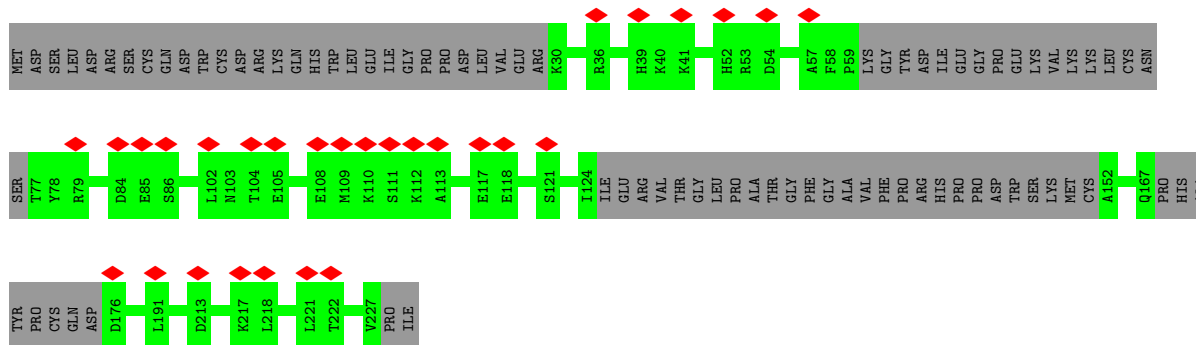 MET ASP SER LEU ASP ARG SER CYS GLN ASP TRP CYS ASP ARG LYS GLN HIS TRP LEU GLU ILE GLY PRO PRO ASP LEU VAL GLU ARG K30 R36 H39 K40 K41 H52 R53 D54 A57 F58 P59 LYS GLY TYR ASP ILE GLU GLY PRO GLU LYS VAL LYS LYS LEU CYS ASN
SER T77 Y78 R79 D84 E85 S86 L102 N103 T104 E105 E108 M109 K110 S111 K112 A113 E117 E118 S121 I124 ILE GLU ARG VAL THR GLY LEU PRO ALA THR GLY PHE GLY ALA VAL PHE PRO ARG HIS PRO PRO ASP TRP SER LYS MET CYS A152 Q167 PRO HIS
TYR PRO CYS GLN ASP D176 L191 D213 K217 L218 L221 T222 V227 PRO ILE